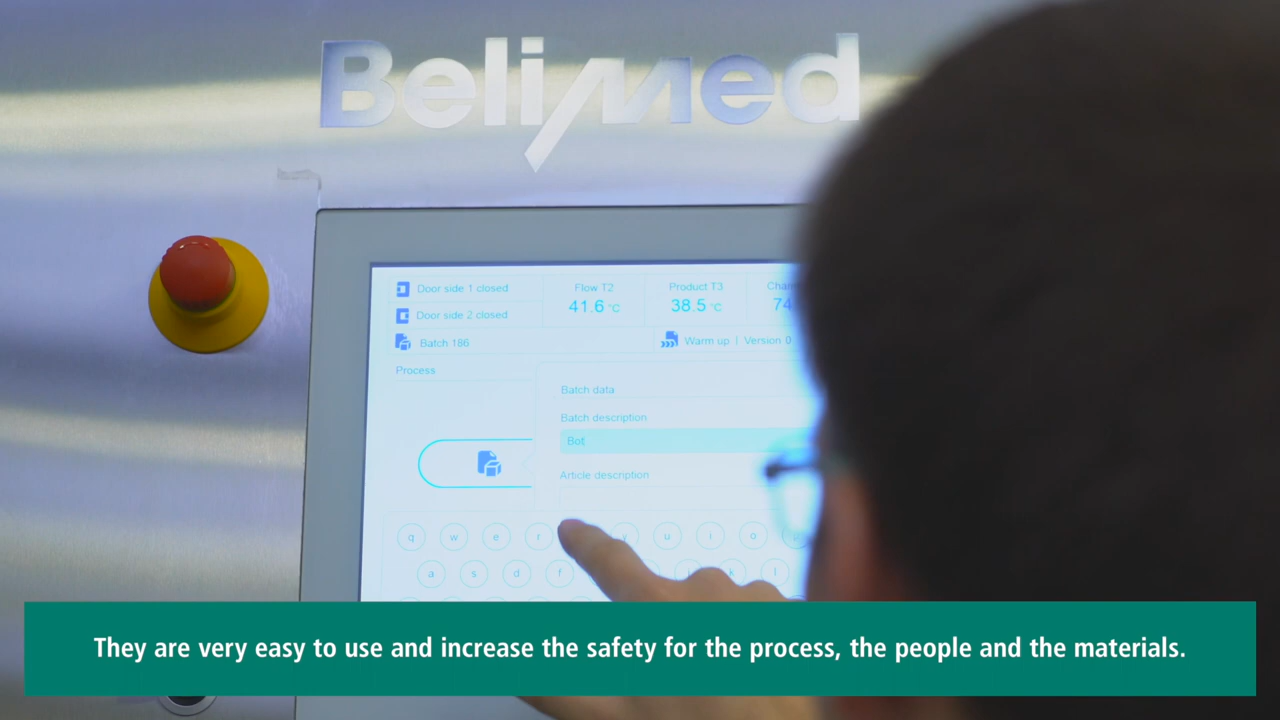 Belimed
Door side 1 closed
Door side 2 closed
Batch 186
Flow T2
41.6 °C
Product T3
38.5 °C
74
Warm up | Version 0
Process
Batch data
Batch description
Bot
Article description
q w e r y u i o
a s d f k l
They are very easy to use and increase the safety for the process, the people and the materials.